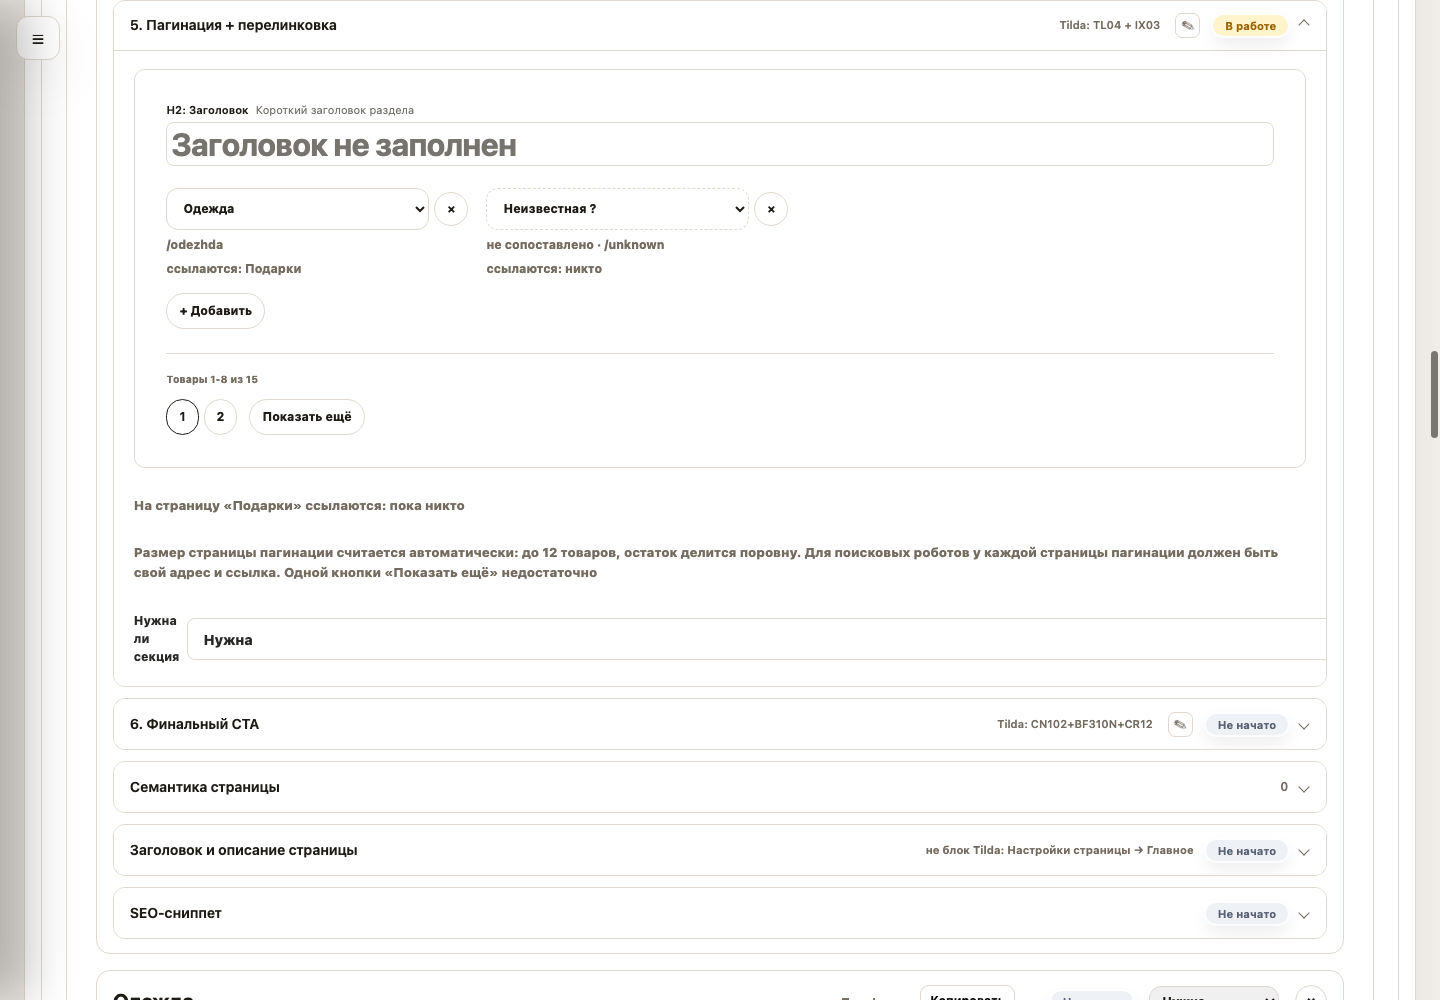 5. Пагинация + перелинковка
Tilda: TL04 + IX03
В работе
H2: Заголовок Короткий заголовок раздела
Заголовок не заполнен
Одежда
×
Неизвестная ?
×
/odezhda
не сопоставлено · /unknown
ссылаются: Подарки
ссылаются: никто
+ Добавить
Товары 1-8 из 15
1
2
Показать ещё
На страницу «Подарки» ссылаются: пока никто
Размер страницы пагинации считается автоматически: до 12 товаров, остаток делится поровну. Для поисковых роботов у каждой страницы пагинации должен быть
свой адрес и ссылка. Одной кнопки «Показать ещё» недостаточно
Нужна
ли
секция
Нужна
6. Финальный CTA
Tilda: CN102+BF310N+CR12
Не начато
Семантика страницы
0
Заголовок и описание страницы
не блок Tilda: Настройки страницы → Главное
Не начато
SEO-сниппет
Не начато
Одежда
Копировать